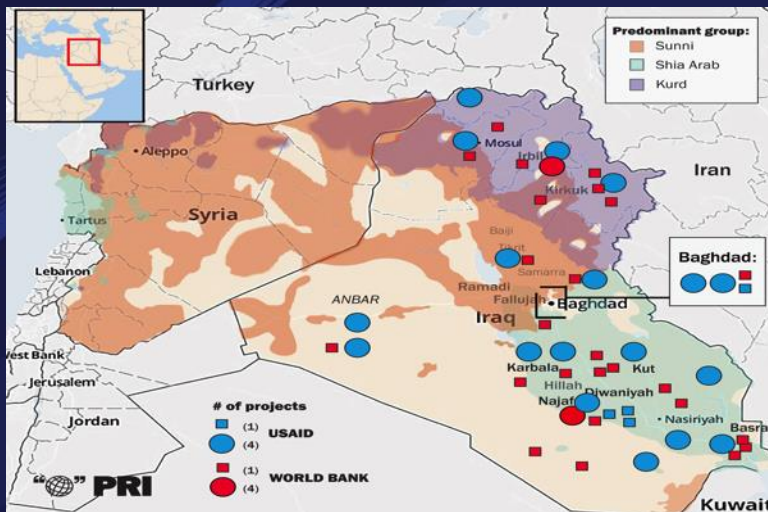 Predominant group:
Sunni
Shia Arab
Kurd
Turkey
Aleppo
Mosul
Irbil
Iran
Kirkuk
Syria
Tartus
Baiji
Tikrit
Baghdad:
Lebanon
Samarra
Ramadi
ANBAR
Fallujah
Baghdad
Iraq
West Bank
Jerusalem
Karbala
Kut
Hillah
Diwaniyah
# of projects
Najaf
Jordan
(1)
USAID
Nasiriyah
(4)
Basra
(1)
WORLD BANK
(4)
PRI
Kuwait